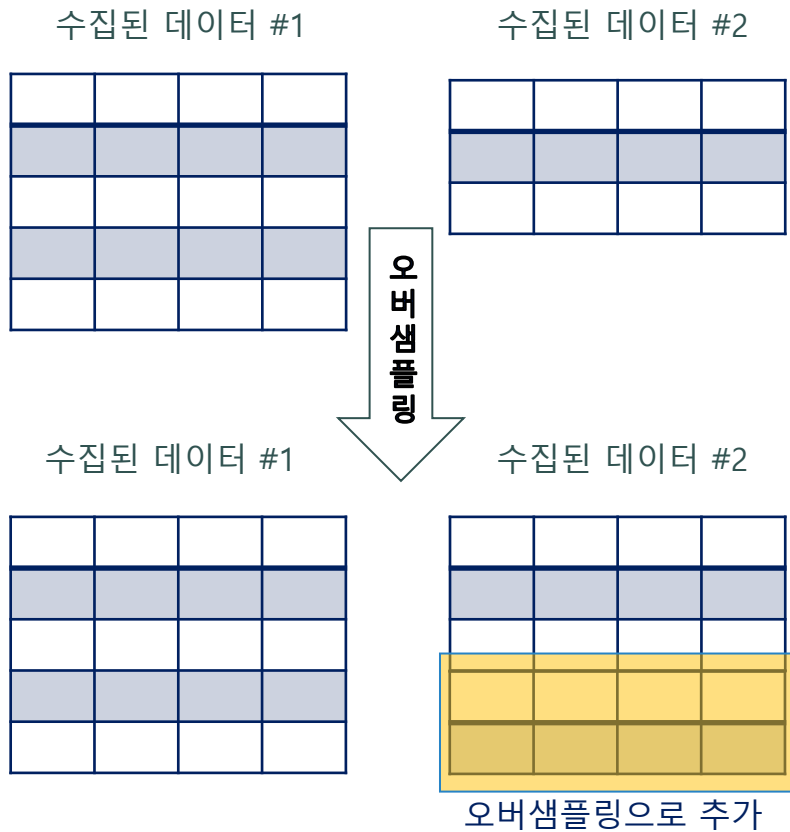 수집된 데이터 #1
수집된 데이터 #2
오
버
샘
플
링
수집된 데이터 #1
수집된 데이터 #2
오버샘플링으로 추가